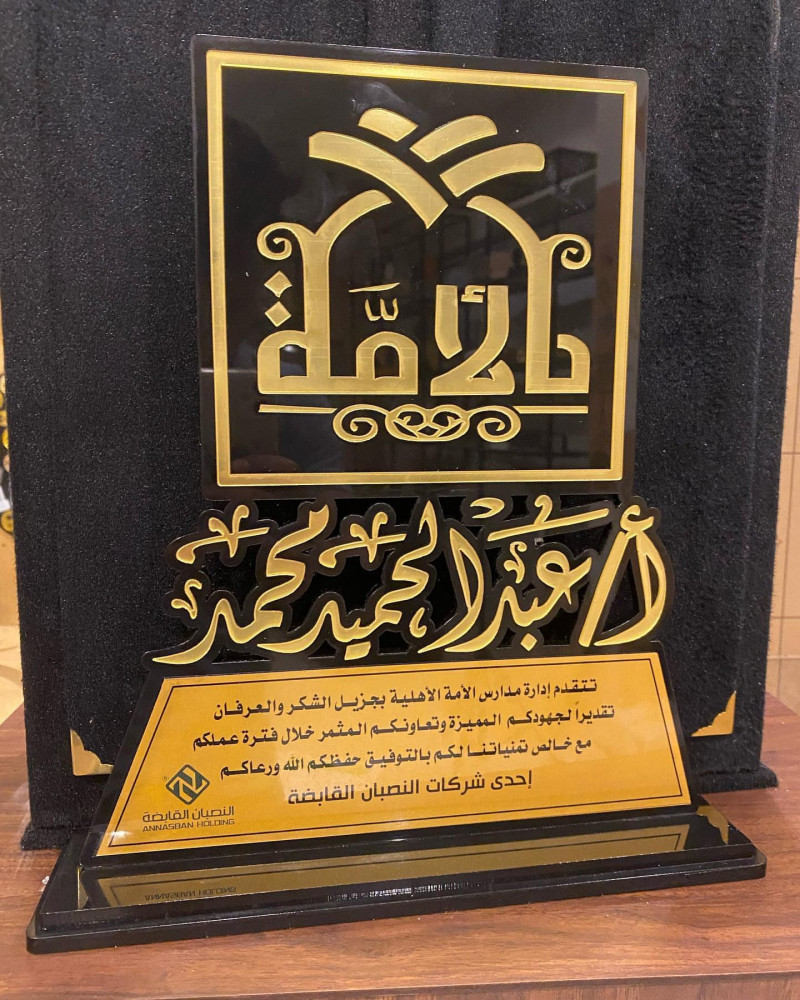 الأمَّة
أ/عبدالحميد محمد
تتقدم إدارة مدارس الأمة الأهلية بجزيل الشكر والعرفان
تقديراً لجهودكم المميزة وتعاونكم المثمر خلال فترة عملكم
مع خالص تمنياتنا لكم بالتوفيق حفظكم الله ورعاكم
إحدى شركات النصبان القابضة
النصبان القابضة
ANNASBAN HOLDING